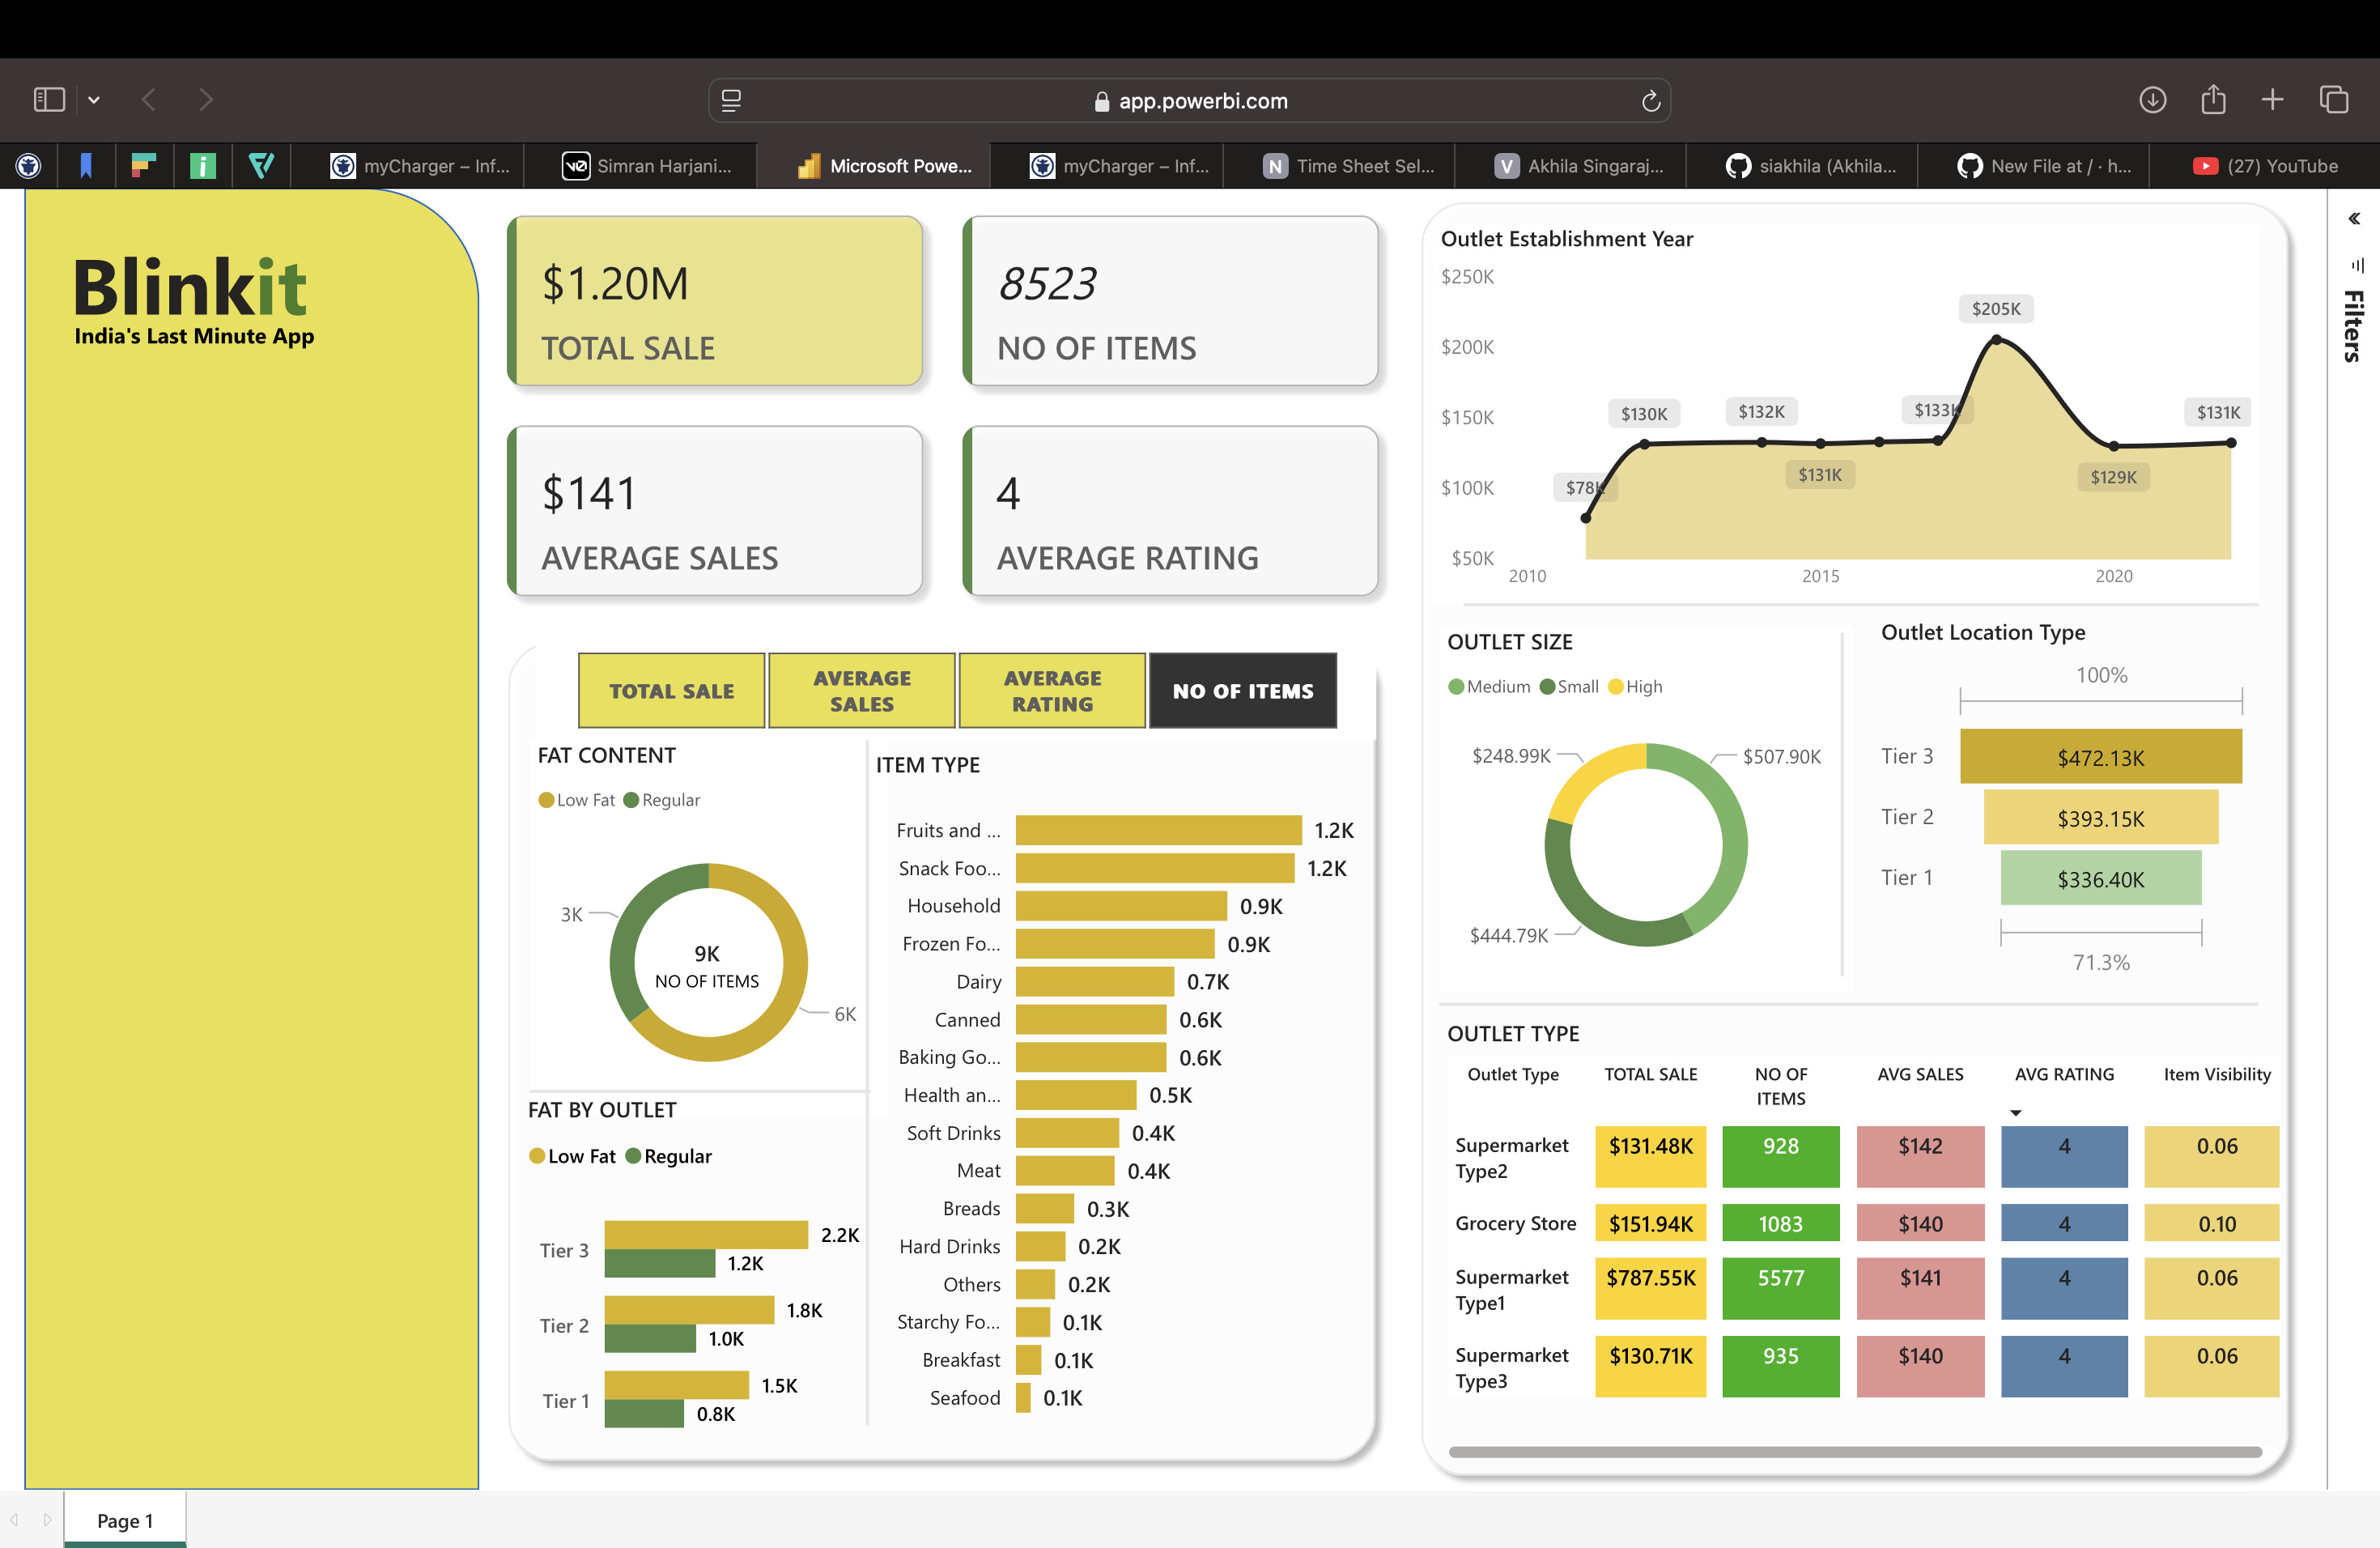 app.powerbi.com
myCharger – Inf...
v0
Simran Harjani...
Microsoft Powe...
myCharger – Inf...
N
Time Sheet Sel...
V
Akhila Singaraj...
siakhila (Akhila...
New File at / · h...
(27) YouTube
Blinkit
India's Last Minute App
$1.20M
TOTAL SALE
8523
NO OF ITEMS
$141
AVERAGE SALES
4
AVERAGE RATING
TOTAL SALE
AVERAGE
SALES
AVERAGE
RATING
NO OF ITEMS
FAT CONTENT
Low Fat
Regular
3K
9K
NO OF ITEMS
6K
FAT BY OUTLET
Low Fat
Regular
Tier 3
2.2K
1.2K
Tier 2
1.8K
1.0K
Tier 1
1.5K
0.8K
ITEM TYPE
Fruits and ...
1.2K
Snack Foo...
1.2K
Household
0.9K
Frozen Fo...
0.9K
Dairy
0.7K
Canned
0.6K
Baking Go...
0.6K
Health an...
0.5K
Soft Drinks
0.4K
Meat
0.4K
Breads
0.3K
Hard Drinks
0.2K
Others
0.2K
Starchy Fo...
0.1K
Breakfast
0.1K
Seafood
0.1K
Outlet Establishment Year
$250K
$200K
$150K
$100K
$50K
$78K
$130K
$132K
$131K
$133K
$205K
$129K
$131K
2010
2015
2020
OUTLET SIZE
Medium
Small
High
$248.99K
$507.90K
$444.79K
Outlet Location Type
100%
Tier 3
$472.13K
Tier 2
$393.15K
Tier 1
$336.40K
71.3%
OUTLET TYPE
Outlet Type
TOTAL SALE
NO OF
ITEMS
AVG SALES
AVG RATING
Item Visibility
Supermarket
Type2
$131.48K
928
$142
4
0.06
Grocery Store
$151.94K
1083
$140
4
0.10
Supermarket
Type1
$787.55K
5577
$141
4
0.06
Supermarket
Type3
$130.71K
935
$140
4
0.06
Filters
Page 1